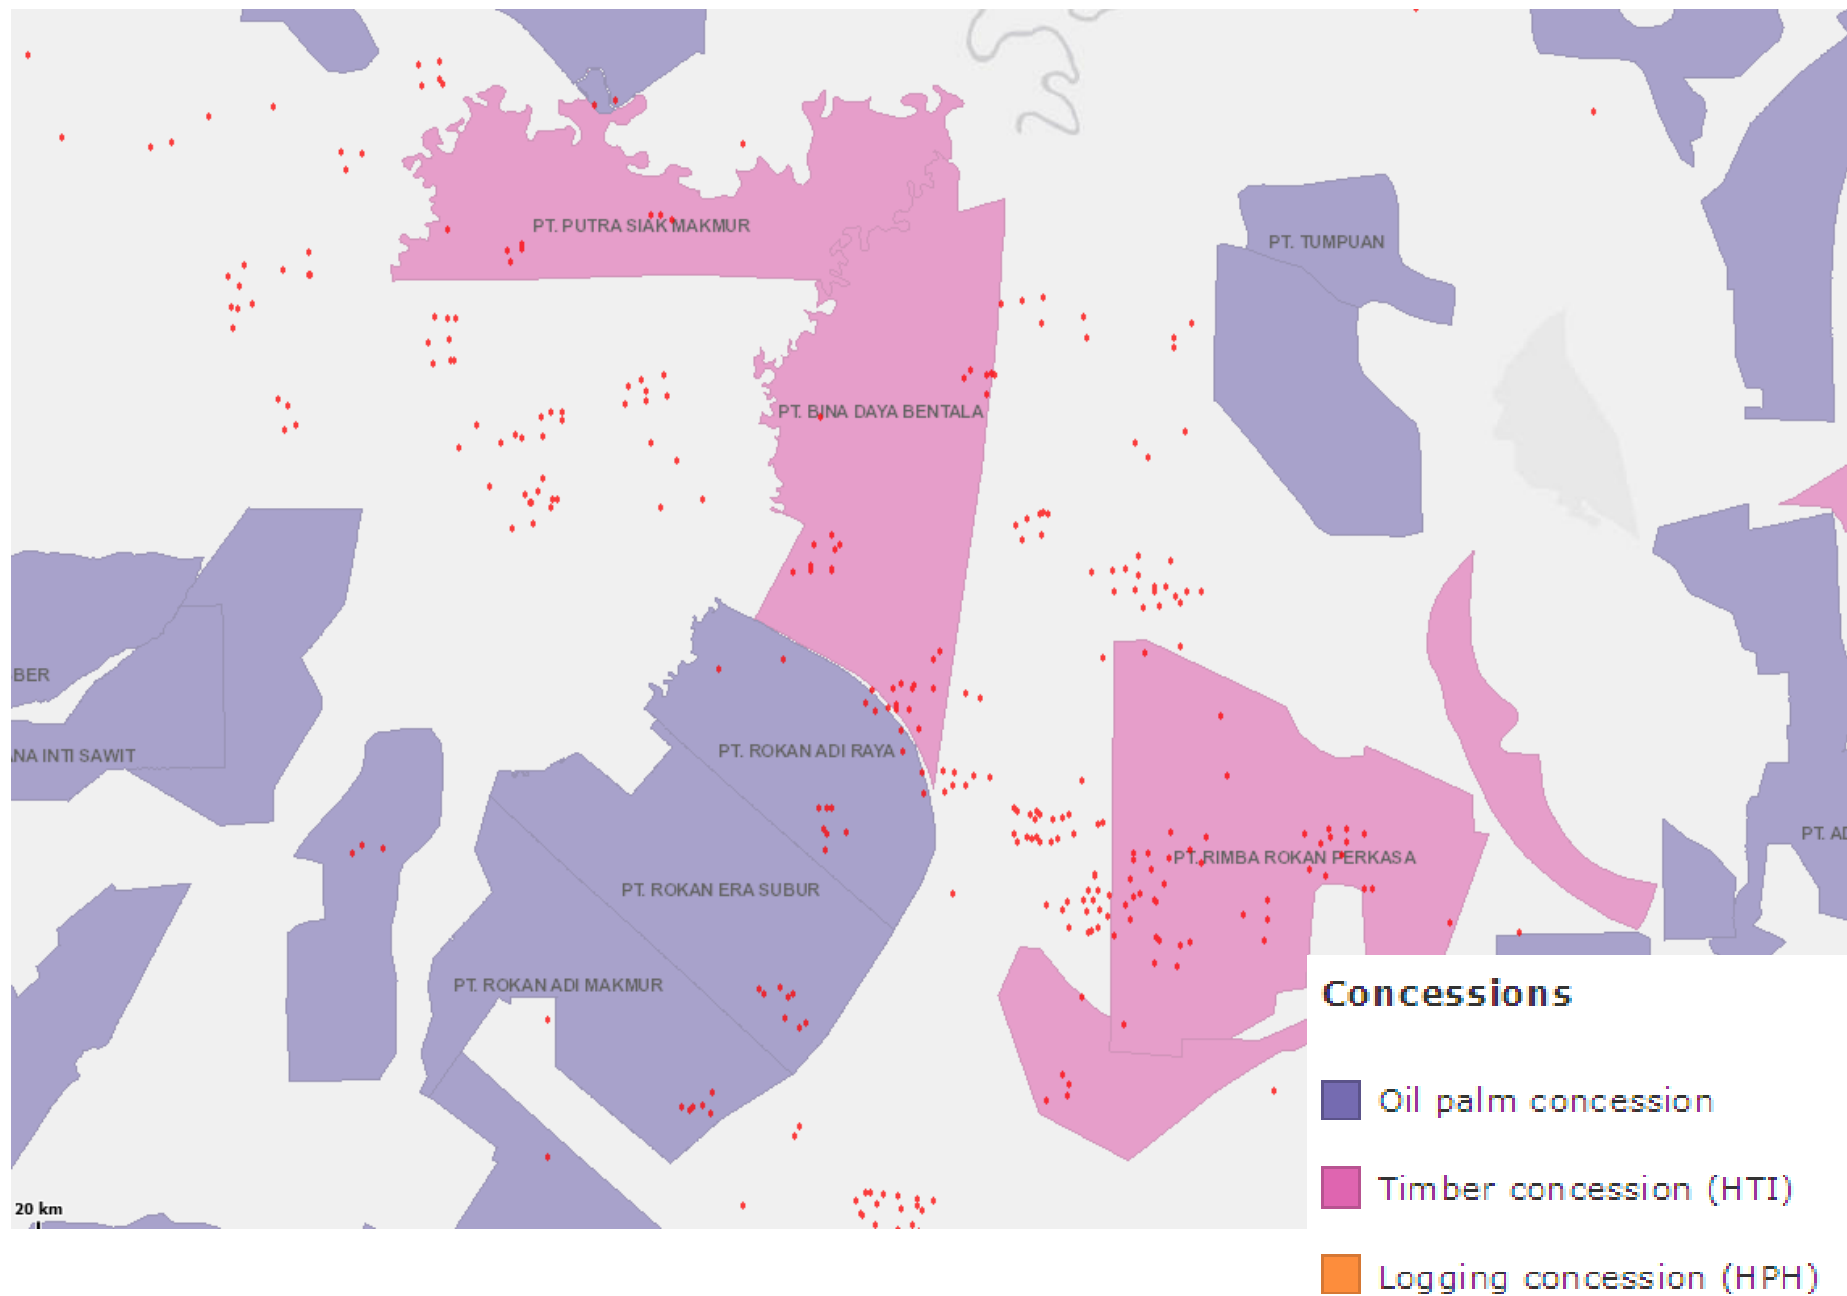 PT. PUTRA SIAK MAKMUR
PT. TUMPUAN
PT. BINA DAYA BENTALA
BER
ANA INTI SAWIT
PT. ROKAN ADI RAYA
PT. AD
PT. RIMBA ROKAN PERKASA
PT. ROKAN ERA SUBUR
PT. ROKAN ADI MAKMUR
Concessions
Oil palm concession
Timber concession (HTI)
20 km
Logging concession (HPH)